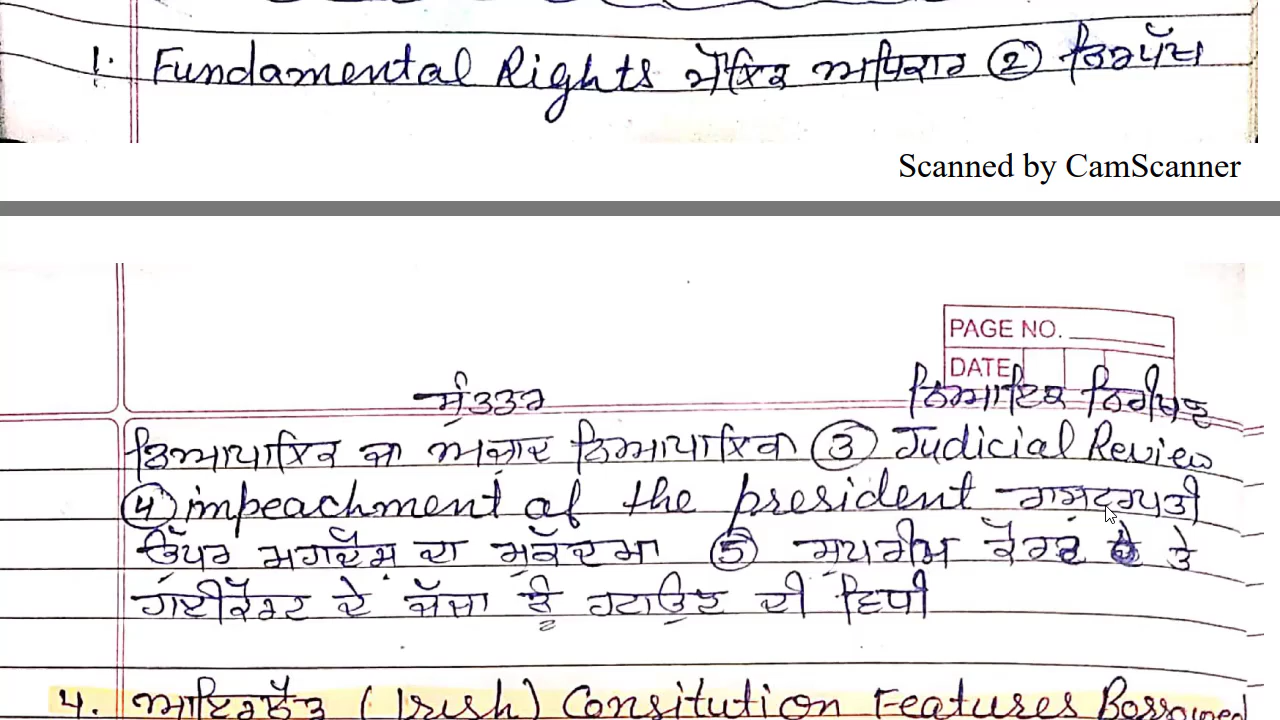 1. Fundamental Rights ਮੌਲਿਕ ਅਧਿਕਾਰ ② ਨਿਰਪੱਖ
Scanned by CamScanner
PAGE NO.
DATE
ਸੁੰਤਤਰ ਨਿਆਇਕ ਨਿਰੀਖਣ
ਨਿਆਪਾਲਿਕ ਜਾ ਅਜ਼ਾਦ ਨਿਆਪਾਲਿਕਾ ③ Judicial Review
④ impeachment of the president ਰਾਸ਼ਟਰਪਤੀ
ਉੱਪਰ ਮਹਾਦੋਸ਼ ਦਾ ਮੁਕੱਦਮਾ ⑤ ਸੁਪਰੀਮ ਕੋਰਟ ਤੇ
ਹਾਈਕੋਰਟ ਦੇ ਜੱਜਾ ਨੂੰ ਹਟਾਉਣ ਦੀ ਵਿਧੀ
4. (Irish) Consitution Features